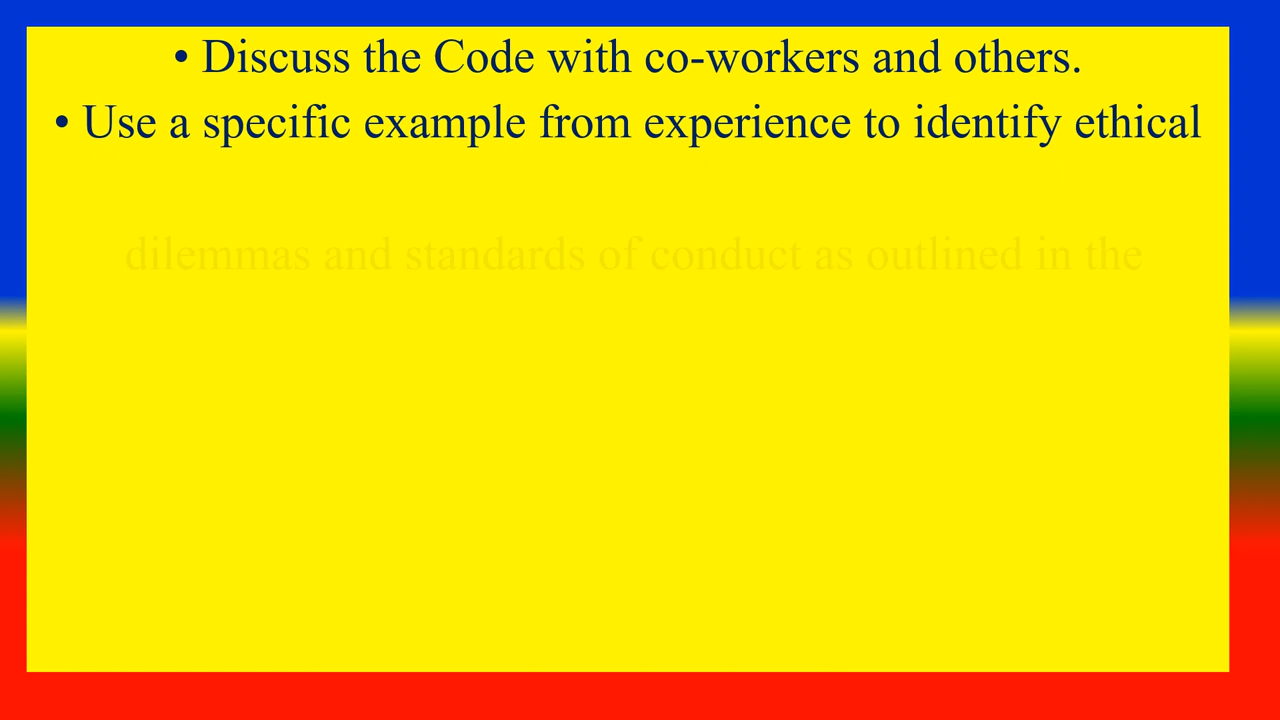 • Discuss the Code with co-workers and others.
• Use a specific example from experience to identify ethical
dilemmas and standards of conduct as outlined in the